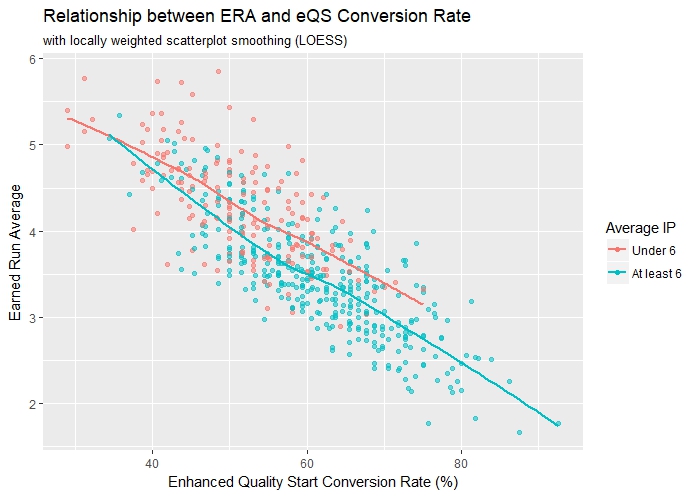 Relationship between ERA and eQS Conversion Rate
with locally weighted scatterplot smoothing (LOESS)
6
5
4
3
2
Earned Run Average
40
60
80
Enhanced Quality Start Conversion Rate (%)
Average IP
Under 6
At least 6